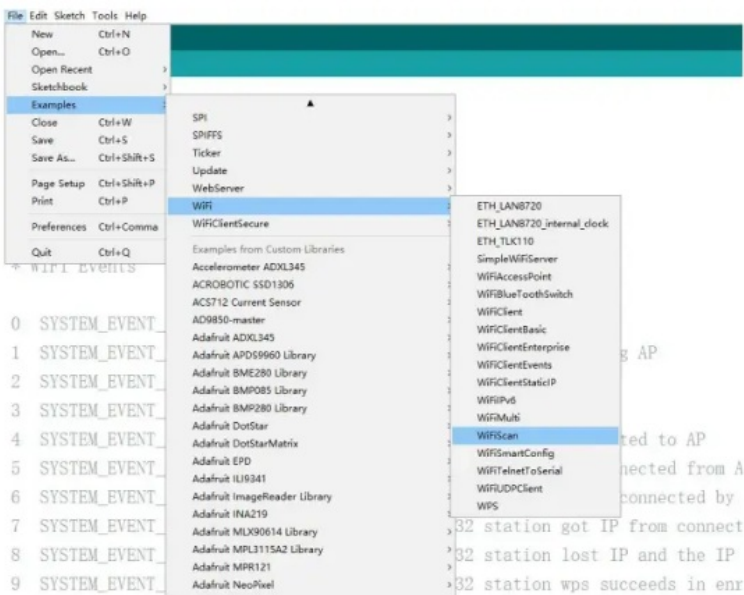 File Edit Sketch Tools Help
New Ctrl+N
Open... Ctrl+O
Open Recent
Sketchbook
Examples
Close Ctrl+W
Save Ctrl+S
Save As... Ctrl+Shift+S
Page Setup Ctrl+Shift+P
Print Ctrl+P
Preferences Ctrl+Comma
Quit Ctrl+Q
SPI
SPIFFS
Ticker
Update
WebServer
WiFi
WiFiClientSecure
Examples from Custom Libraries
Accelerometer ADXL345
ACROBOTIC SSD1306
ACS712 Current Sensor
AD9850-master
Adafruit ADXL345
Adafruit APDS9960 Library
Adafruit BME280 Library
Adafruit BMP085 Library
Adafruit BMP280 Library
Adafruit DotStar
Adafruit DotStarMatrix
Adafruit EPD
Adafruit ILI9341
Adafruit ImageReader Library
Adafruit INA219
Adafruit MLX90614 Library
Adafruit MPL3115A2 Library
Adafruit MPR121
Adafruit NeoPixel
ETH_LAN8720
ETH_LAN8720_internal_clock
ETH_TLK110
SimpleWiFiServer
WiFiAccessPoint
WiFiBlueToothSwitch
WiFiClient
WiFiClientBasic
WiFiClientEnterprise
WiFiClientEvents
WiFiClientStaticIP
WiFiIPv6
WiFiMulti
WiFiScan
WiFiSmartConfig
WiFiTelnetToSerial
WiFiUDPClient
WPS
* WiFi Events
0 SYSTEM_EVENT_
1 SYSTEM_EVENT_ g AP
2 SYSTEM_EVENT_
3 SYSTEM_EVENT_
4 SYSTEM_EVENT_ ted to AP
5 SYSTEM_EVENT_ nected from A
6 SYSTEM_EVENT_ connected by
7 SYSTEM_EVENT_ 32 station got IP from connect
8 SYSTEM_EVENT_ 32 station lost IP and the IP
9 SYSTEM_EVENT_ 32 station wps succeeds in enr